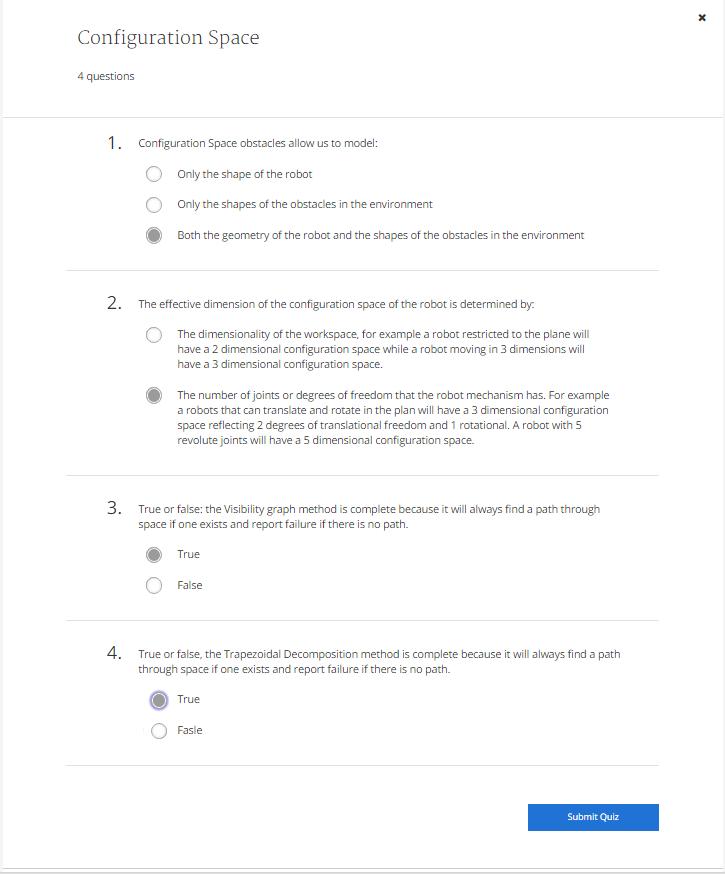 ×
Configuration Space
4 questions
1. Configuration Space obstacles allow us to model:
Only the shape of the robot
Only the shapes of the obstacles in the environment
Both the geometry of the robot and the shapes of the obstacles in the environment
2. The effective dimension of the configuration space of the robot is determined by:
The dimensionality of the workspace, for example a robot restricted to the plane will
have a 2 dimensional configuration space while a robot moving in 3 dimensions will
have a 3 dimensional configuration space.
The number of joints or degrees of freedom that the robot mechanism has. For example
a robots that can translate and rotate in the plan will have a 3 dimensional configuration
space reflecting 2 degrees of translational freedom and 1 rotational. A robot with 5
revolute joints will have a 5 dimensional configuration space.
3. True or false: the Visibility graph method is complete because it will always find a path through
space if one exists and report failure if there is no path.
True
False
4. True or false, the Trapezoidal Decomposition method is complete because it will always find a path
through space if one exists and report failure if there is no path.
True
Fasle
Submit Quiz